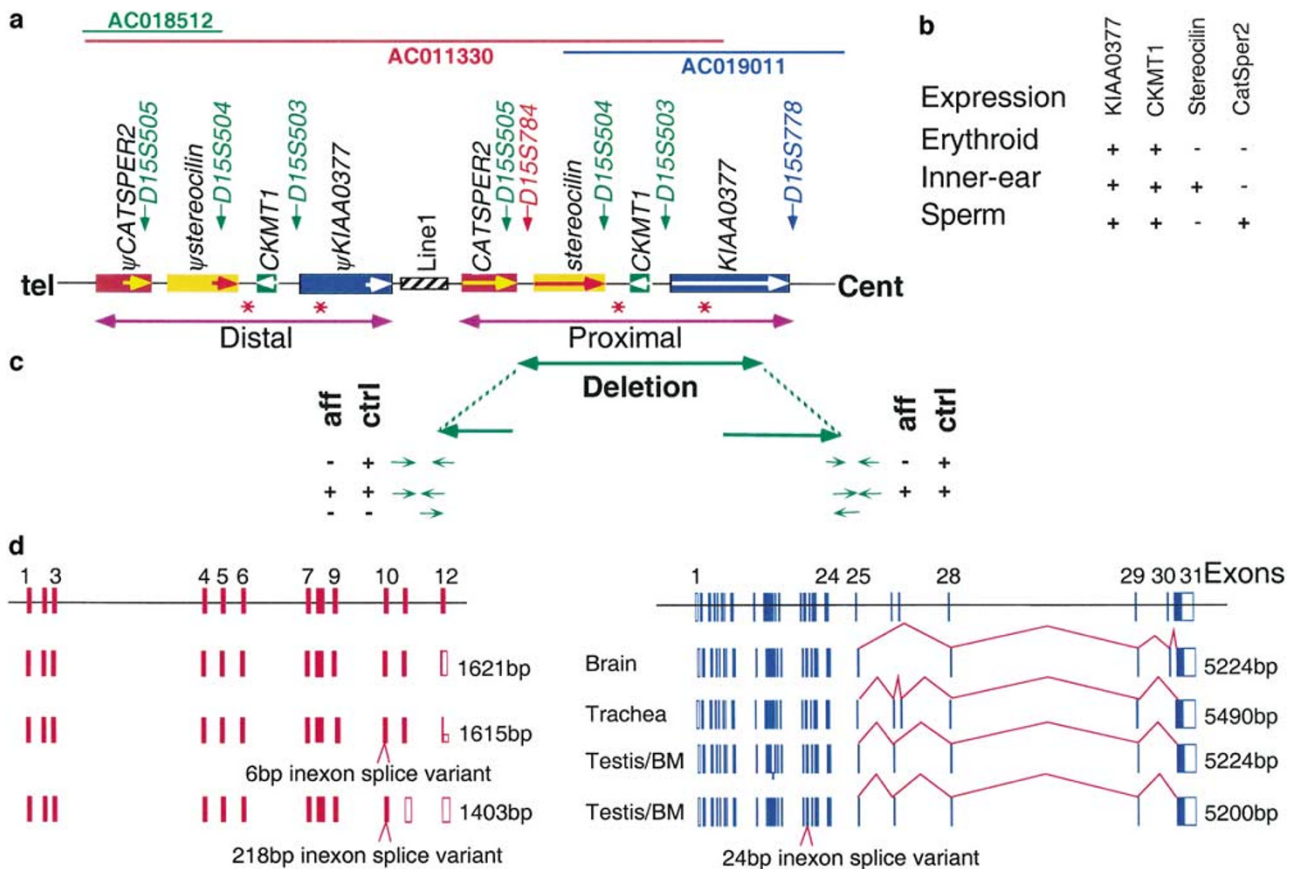 a
AC018512
AC011330
AC019011
ψCATSPER2
D15S505
ψstereocilin
D15S504
CKMT1
D15S503
ψKIAA0377
Line1
CATSPER2
D15S505
D15S784
stereocilin
D15S504
CKMT1
D15S503
KIAA0377
D15S778
tel
Cent
* * * *
Distal
Proximal
b
KIAA0377
CKMT1
Stereocilin
CatSper2
Expression
Erythroid + + - -
Inner-ear + + + -
Sperm + + - +
c
Deletion
aff ctrl
- +
+ +
- -
aff ctrl
- +
+ +
d
1 3 4 5 6 7 9 10 12
1621bp
1615bp
6bp inexon splice variant
1403bp
218bp inexon splice variant
1 24 25 28 29 30 31 Exons
Brain 5224bp
Trachea 5490bp
Testis/BM 5224bp
Testis/BM 5200bp
24bp inexon splice variant